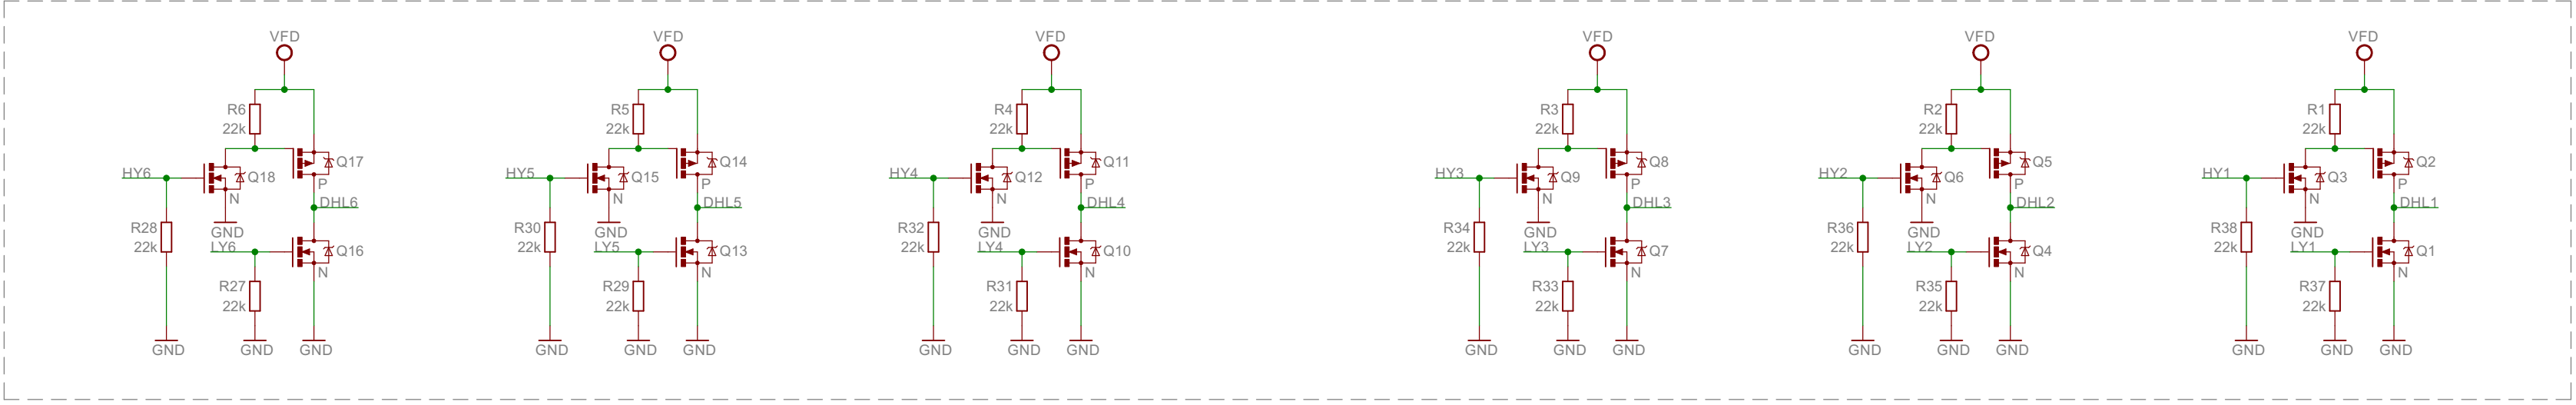 VFD VFD VFD VFD VFD VFD
R6 R5 R4 R3 R2 R1
22k 22k 22k 22k 22k 22k
Q17 Q14 Q11 Q8 Q5 Q2
HY6 Q18 HY5 Q15 HY4 Q12 HY3 Q9 HY2 Q6 HY1 Q3
P P P P P P
N N N N N N
DHL6 DHL5 DHL4 DHL3 DHL2 DHL1
R28 R30 R32 R34 R36 R38
GND GND GND GND GND GND
22k 22k 22k 22k 22k 22k
LY6 Q16 LY5 Q13 LY4 Q10 LY3 Q7 LY2 Q4 LY1 Q1
N N N N N N
R27 R29 R31 R33 R35 R37
22k 22k 22k 22k 22k 22k
GND GND GND GND GND GND GND GND GND GND GND GND GND GND GND GND GND GND